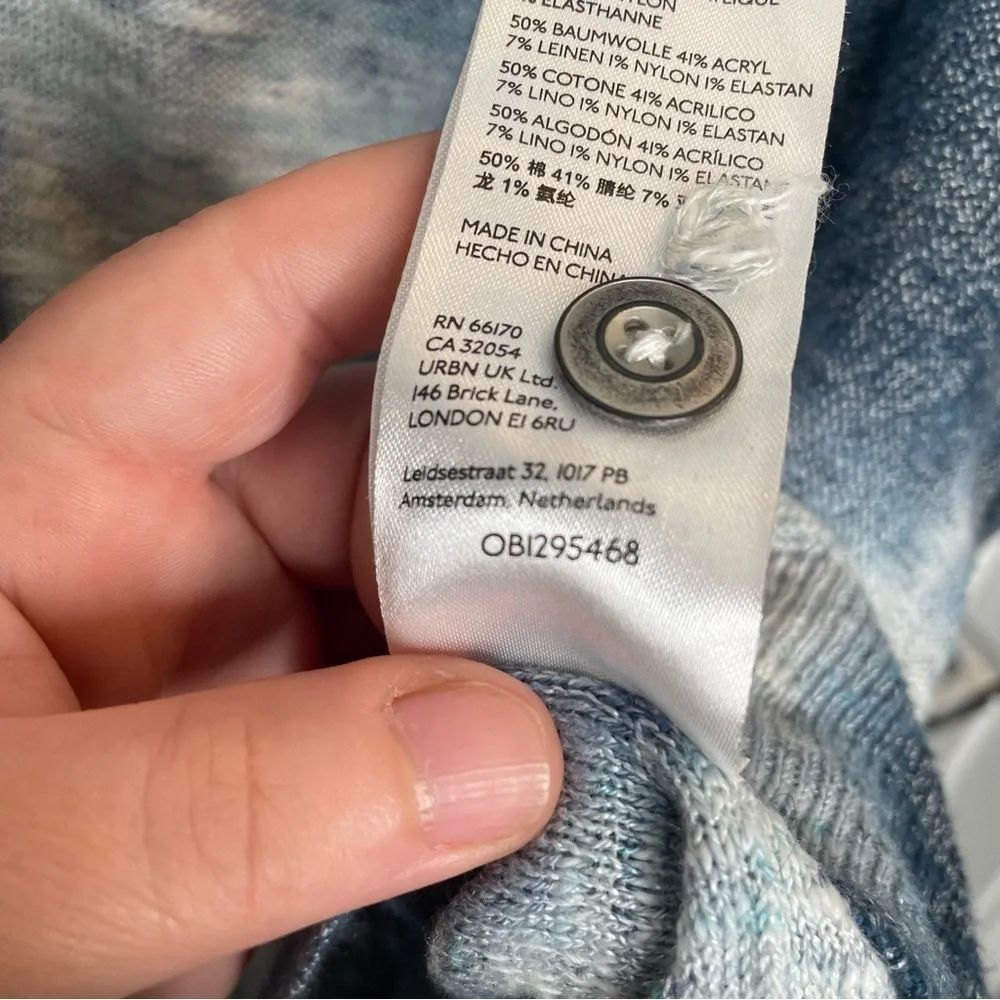 ELASTHANNE
50% BAUMWOLLE 41% ACRYL
7% LEINEN 1% NYLON 1% ELASTAN
50% COTONE 41% ACRILICO
7% LINO 1% NYLON 1% ELASTAN
50% ALGODÓN 41% ACRÍLICO
7% LINO 1% NYLON 1% ELASTAN
50% 棉 41% 腈纶 7%
龙 1% 氨纶
MADE IN CHINA
HECHO EN CHINA
RN 66170
CA 32054
URBN UK Ltd.
146 Brick Lane,
LONDON E1 6RU
Leidsestraat 32, 1017 PB
Amsterdam, Netherlands
OB1295468